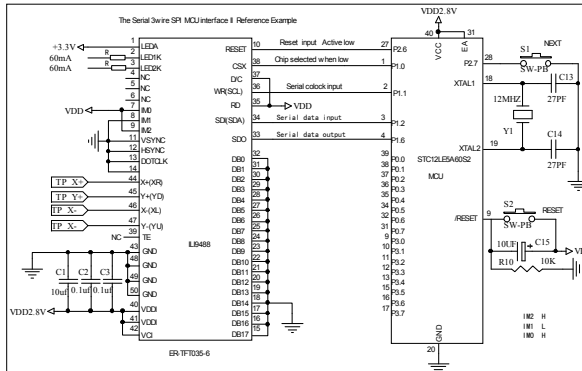 The Serial 3wire SPI MCU interface II Reference Example
VDD2.8V
40 31
VCC EA
+3.3V 1 LEDA
60mA R 2 LED1K
60mA R 3 LED2K
4 NC
5 NC
6 NC
VDD 7 IM0
8 IM1
9 IM2
11 VSYNC
12 HSYNC
13 DOTCLK
14
TP X+ 44 X+(XR)
TP Y+ 45 Y+(YD)
TP X- 46 X-(XL)
TP X- 47 Y-(YU)
NC 39 TE
43 GND
48 GND
49 GND
50 GND
C1 C2 C3
10uf 0.1uf 0.1uf
VDD2.8V 40 VDDI
41 VDDI
42 VCI
ILI9488
ER-TFT035-6
RESET 10 Reset input Active low 27 P2.6
CSX 38 Chip selected when low 1 P1.0
D/C 37
WR(SCL) 36 Serial colock input 2 P1.1
RD 35 VDD
SDI(SDA) 34 Serial data input 3 P1.2
SDO 33 Serial data output 4 P1.6
DB0 32
DB1 31
DB2 30
DB3 29
DB4 28
DB5 27
DB6 26
DB7 25
DB8 24
DB9 23
DB10 22
DB11 21
DB12 20
DB13 19
DB14 18
DB15 17
DB16 16
DB17 15
39 P0.0
38 P0.1
37 P0.2
36 P0.3
35 P0.4
34 P0.5
33 P0.6
32 P0.7
10 P3.0
11 P3.1
12 P3.2
13 P3.3
14 P3.4
15 P3.5
16 P3.6
17 P3.7
STC12LE5A60S2
MCU
GND
20
P2.7 28 S1 NEXT
SW-PB
XTAL1 18 C13
27PF
12MHZ
Y1
XTAL2 19 C14
27PF
/RESET 9 S2 RESET
SW-PB
10UF + C15
R10 10K
IM2 H
IM1 L
IM0 H